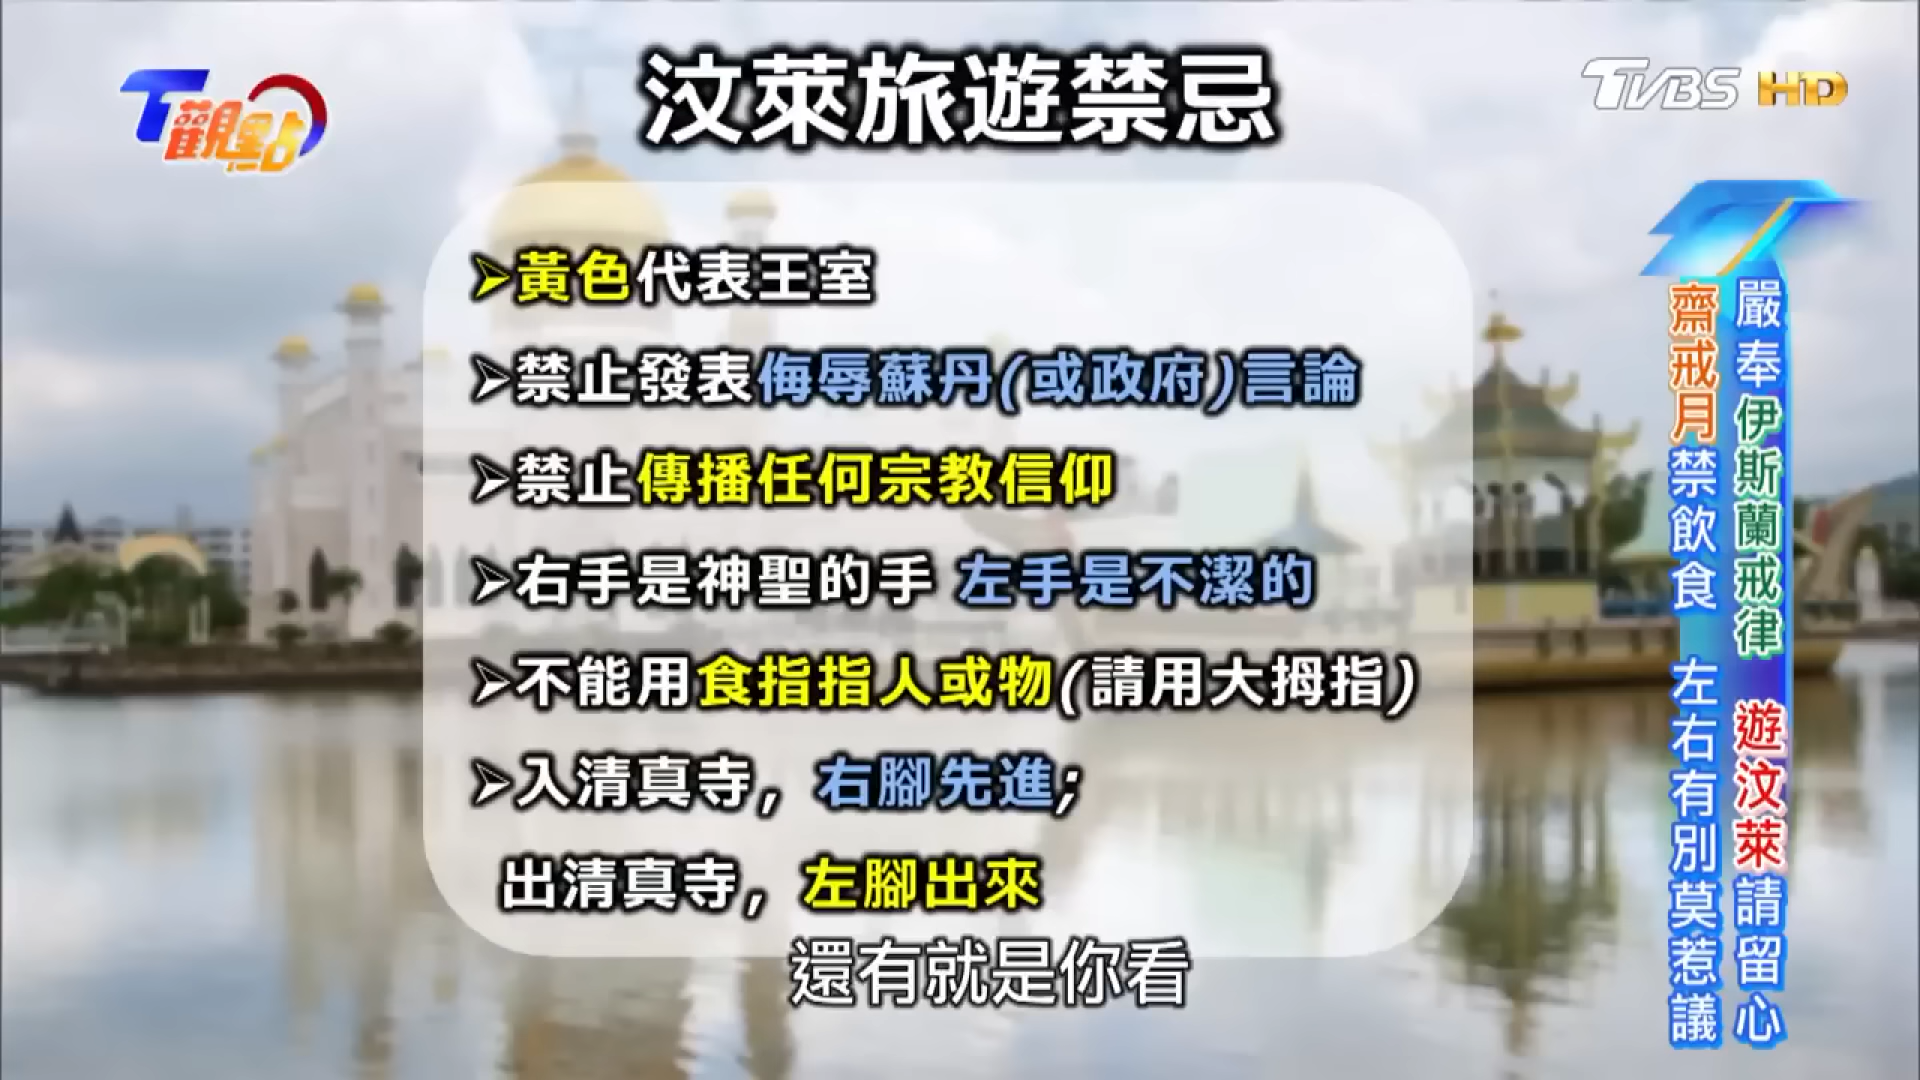 汶萊旅遊禁忌
T觀點
TVBS HD
➢黃色代表王室
➢禁止發表侮辱蘇丹(或政府)言論
➢禁止傳播任何宗教信仰
➢右手是神聖的手 左手是不潔的
➢不能用食指指人或物(請用大拇指)
➢入清真寺，右腳先進;
出清真寺，左腳出來
還有就是你看
嚴奉伊斯蘭戒律 遊汶萊請留心
齋戒月禁飲食 左右有別莫惹議